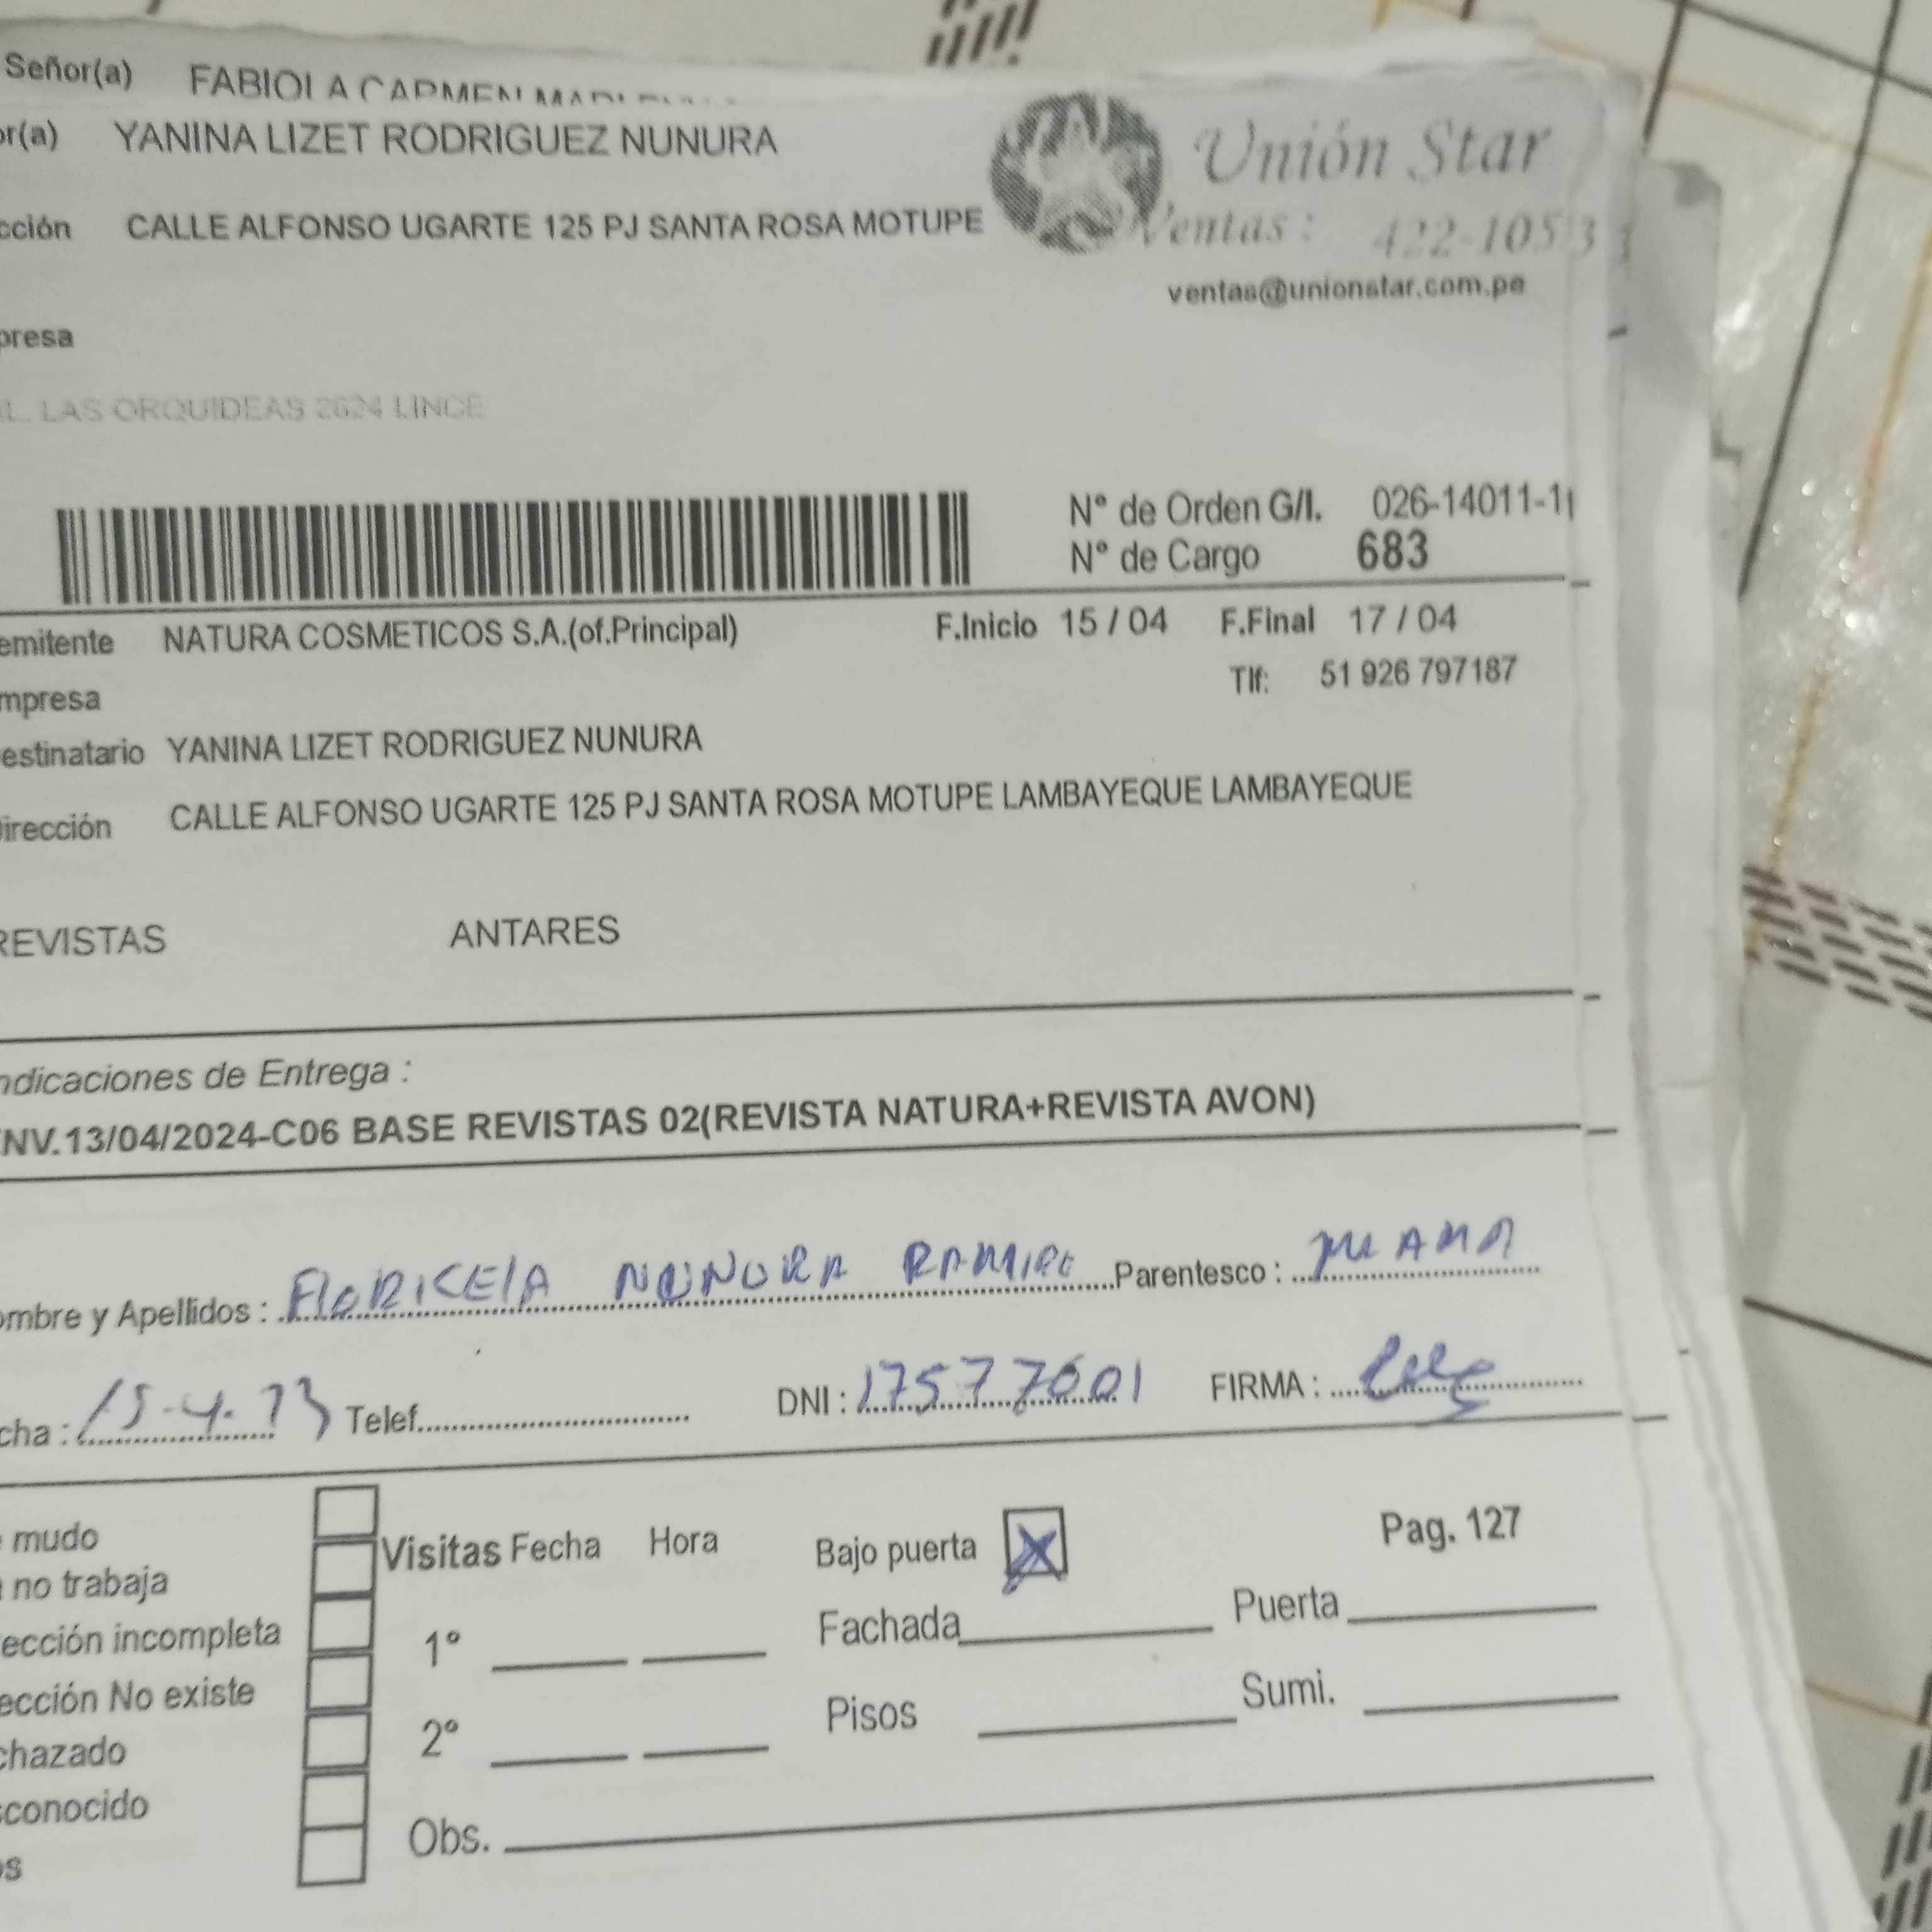 Señor(a) FABIOLA CARMEN
or(a) YANINA LIZET RODRIGUEZ NUNURA
Unión Star
cción CALLE ALFONSO UGARTE 125 PJ SANTA ROSA MOTUPE
Ventas: 422-1053
ventas@unionstar.com.pe
presa
L. LAS ORQUIDEAS 2624 LINCE
N° de Orden G/I. 026-14011-1
N° de Cargo 683
emitente NATURA COSMETICOS S.A.(of.Principal) F.Inicio 15 / 04 F.Final 17 / 04
mpresa Tlf: 51 926 797187
estinatario YANINA LIZET RODRIGUEZ NUNURA
irección CALLE ALFONSO UGARTE 125 PJ SANTA ROSA MOTUPE LAMBAYEQUE LAMBAYEQUE
REVISTAS ANTARES
ndicaciones de Entrega :
ENV.13/04/2024-C06 BASE REVISTAS 02(REVISTA NATURA+REVISTA AVON)
ombre y Apellidos : NUNURA Parentesco : MAMA
cha : Telef. DNI : 17577601 FIRMA :
mudo
no trabaja
Visitas Fecha Hora Bajo puerta X Pag. 127
ección incompleta 1° Fachada Puerta
ección No existe
chazado 2° Pisos Sumi.
conocido
os Obs.